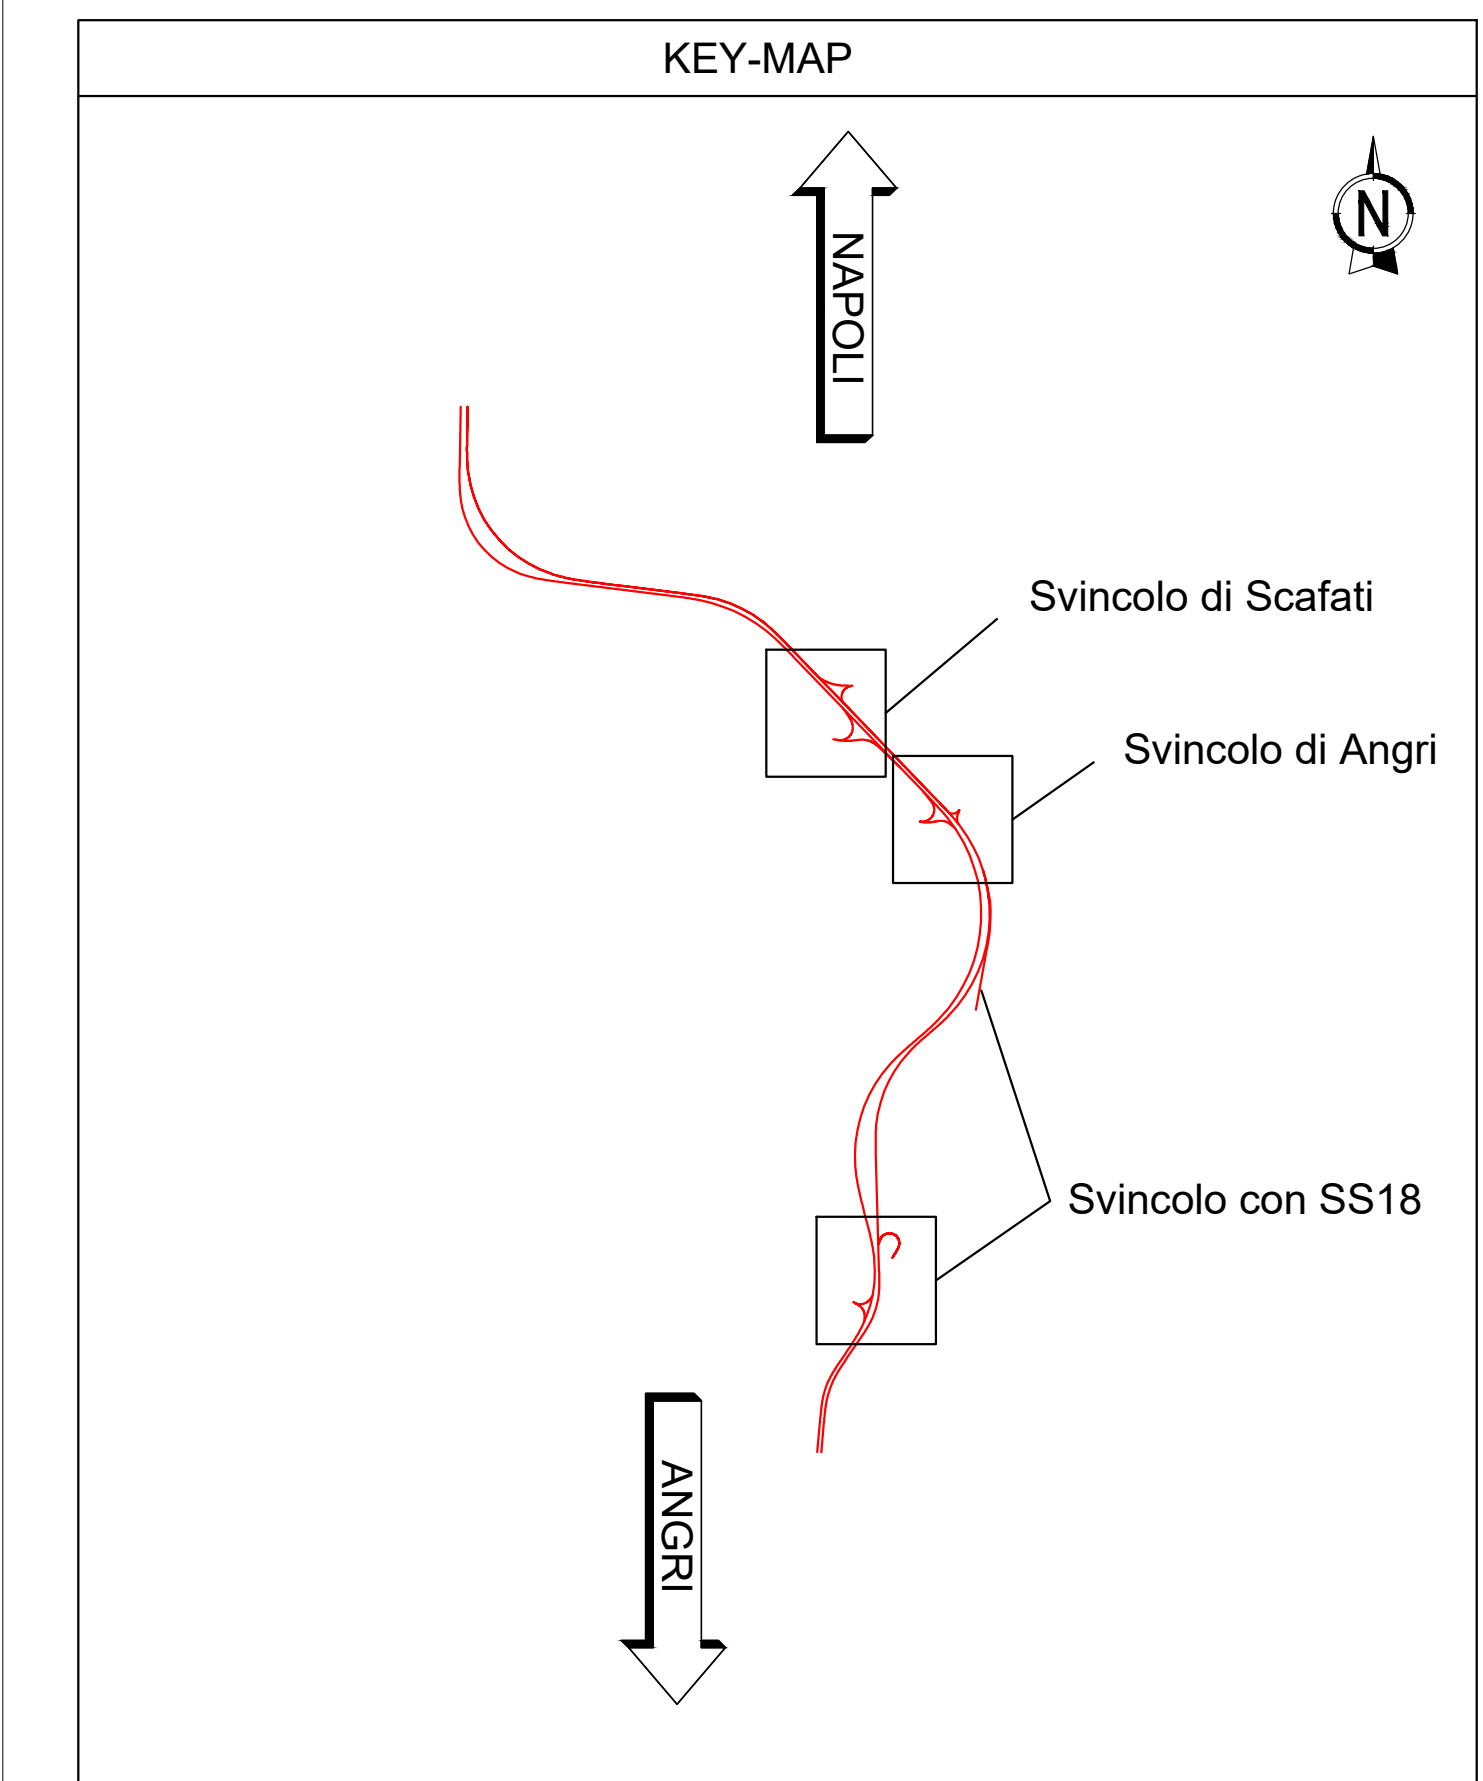 KEY-MAP
N
NAPOLI
Svincolo di Scafati
Svincolo di Angri
Svincolo con SS18
ANGRI